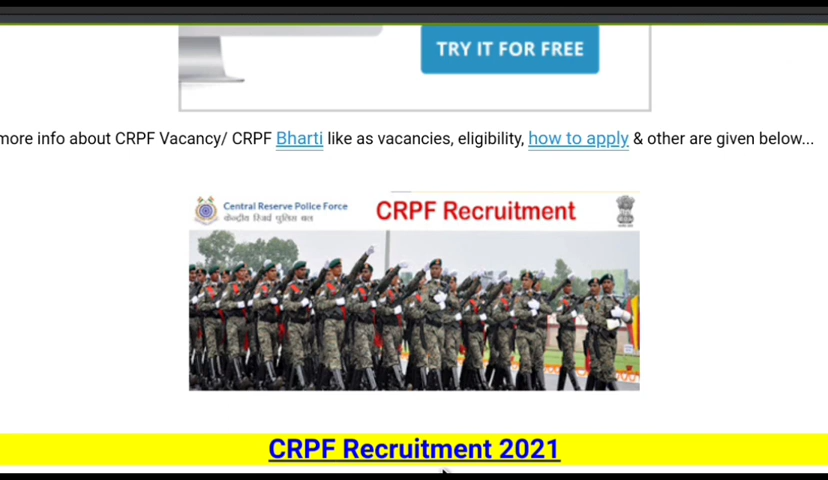 TRY IT FOR FREE
more info about CRPF Vacancy/ CRPF Bharti like as vacancies, eligibility, how to apply & other are given below...
Central Reserve Police Force
केन्द्रीय रिज़र्व पुलिस बल
CRPF Recruitment
CRPF Recruitment 2021